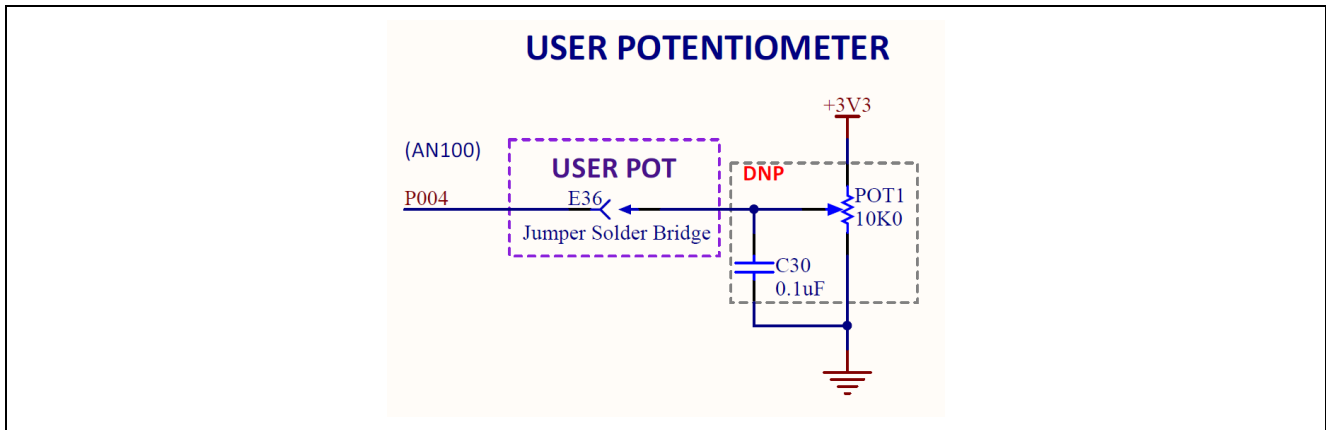 USER POTENTIOMETER
+3V3
(AN100)
USER POT
DNP
P004
E36
POT1
10K0
Jumper Solder Bridge
C30
0.1uF